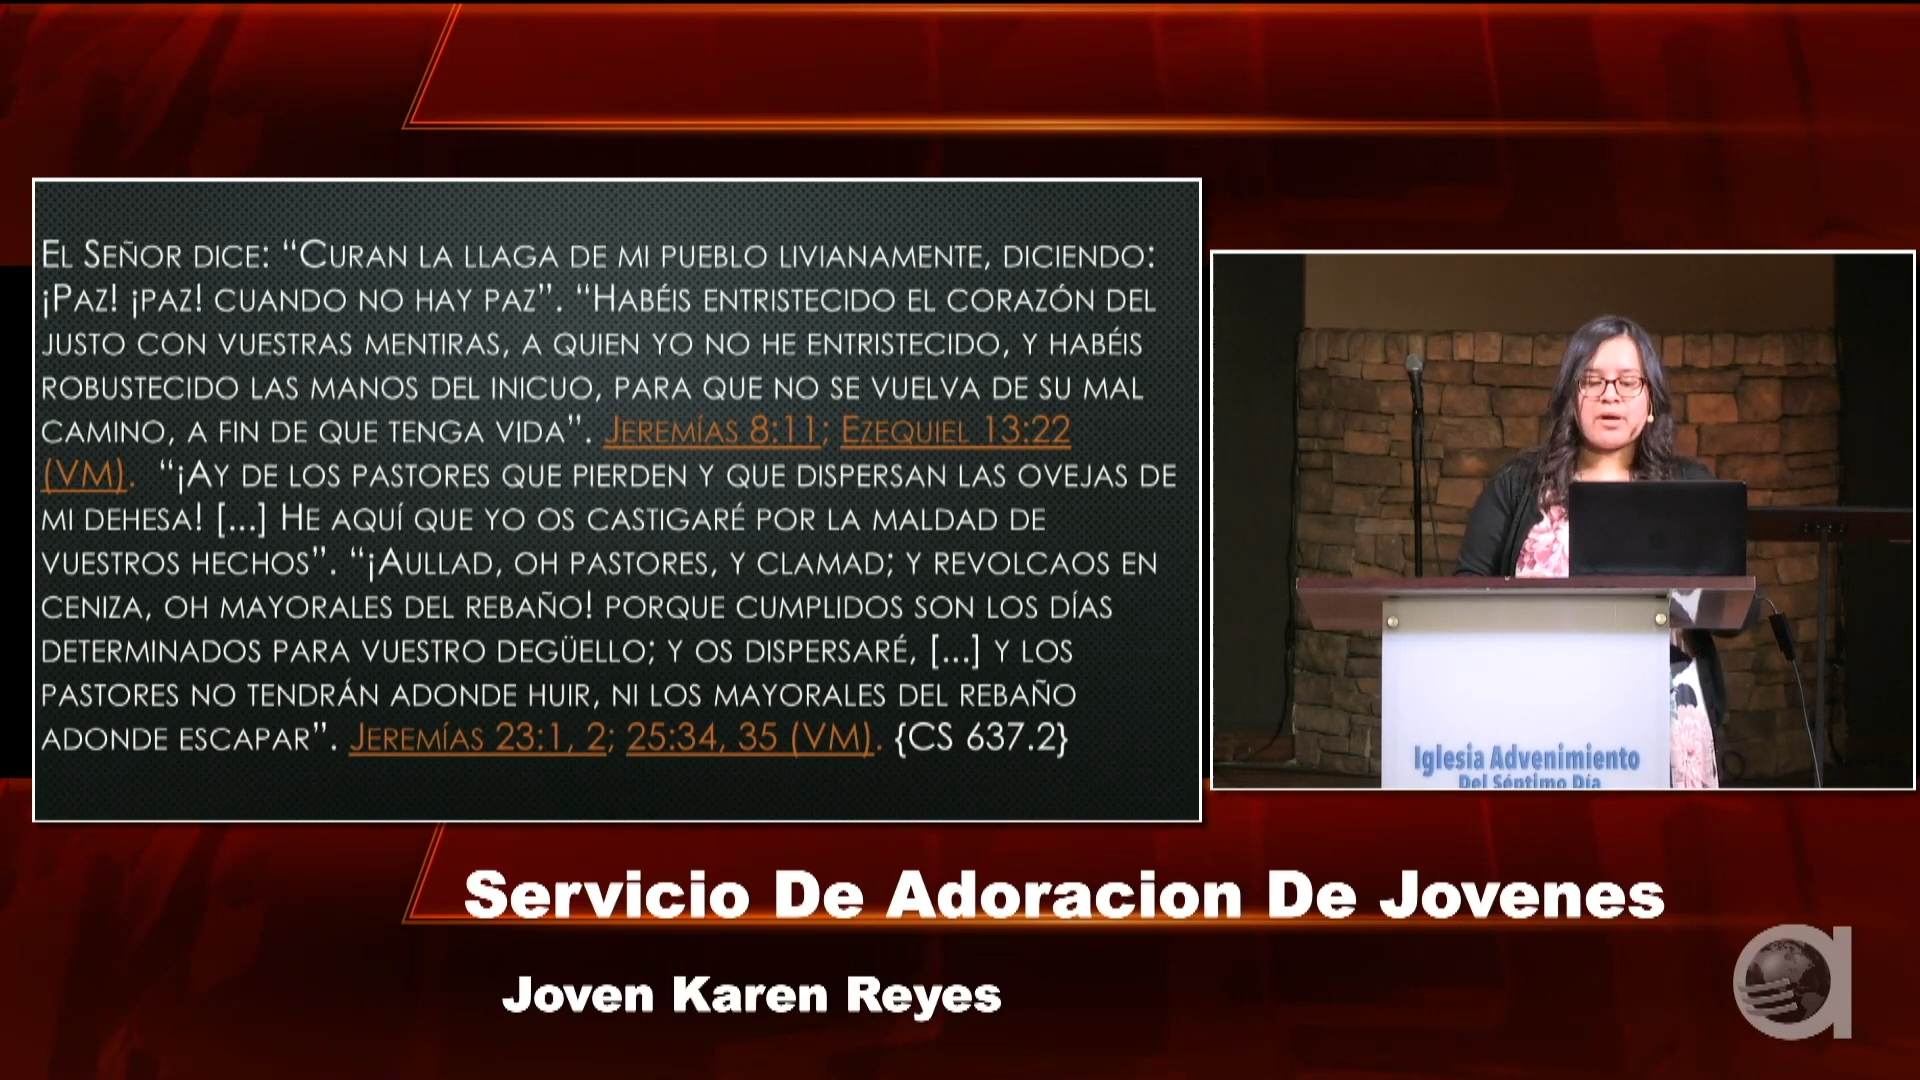 El Señor dice: “Curan la llaga de mi pueblo livianamente, diciendo:
¡Paz! ¡paz! cuando no hay paz”. “Habéis entristecido el corazón del
justo con vuestras mentiras, a quien yo no he entristecido, y habéis
robustecido las manos del inicuo, para que no se vuelva de su mal
camino, a fin de que tenga vida”. Jeremías 8:11; Ezequiel 13:22
(VM). “¡Ay de los pastores que pierden y que dispersan las ovejas de
mi dehesa! [...] He aquí que yo os castigaré por la maldad de
vuestros hechos”. “¡Aullad, oh pastores, y clamad; y revolcaos en
ceniza, oh mayorales del rebaño! porque cumplidos son los días
determinados para vuestro degüello; y os dispersaré, [...] y los
pastores no tendrán adonde huir, ni los mayorales del rebaño
adonde escapar”. Jeremías 23:1, 2; 25:34, 35 (VM). {CS 637.2}
Iglesia Advenimiento
Del Séptimo Día
Servicio De Adoracion De Jovenes
Joven Karen Reyes